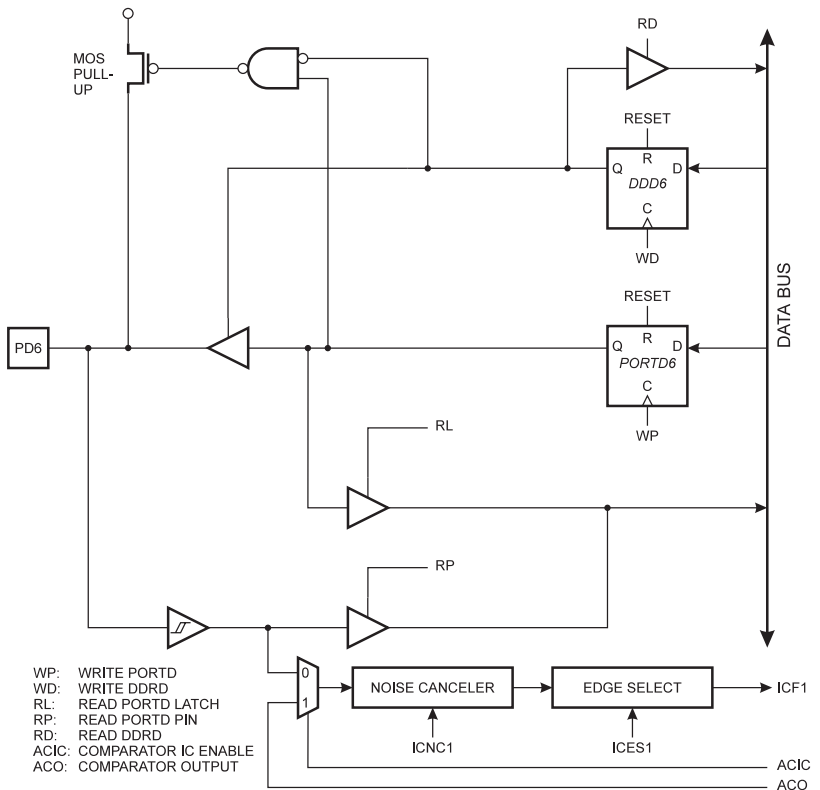 RD
MOS
PULL-
UP
RESET
R
Q
D
DDD6
C
WD
RESET
R
PD6
Q
D
PORTD6
C
WP
DATA BUS
RL
RP
WP: WRITE PORTD
WD: WRITE DDRD
RL: READ PORTD LATCH
RP: READ PORTD PIN
RD: READ DDRD
ACIC: COMPARATOR IC ENABLE
ACO: COMPARATOR OUTPUT
0
1
NOISE CANCELER
EDGE SELECT
ICF1
ICNC1
ICES1
ACIC
ACO